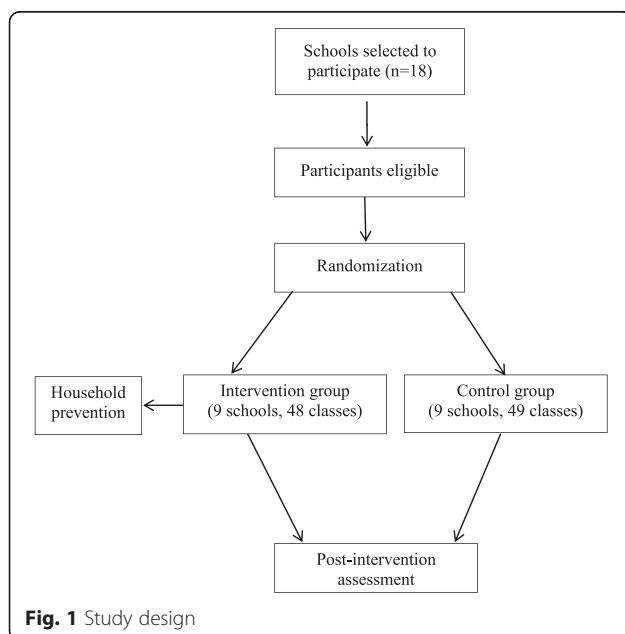 Schools selected to
participate (n=18)
Participants eligible
Randomization
Household
prevention
Intervention group
(9 schools, 48 classes)
Control group
(9 schools, 49 classes)
Post-intervention
assessment
Fig. 1 Study design